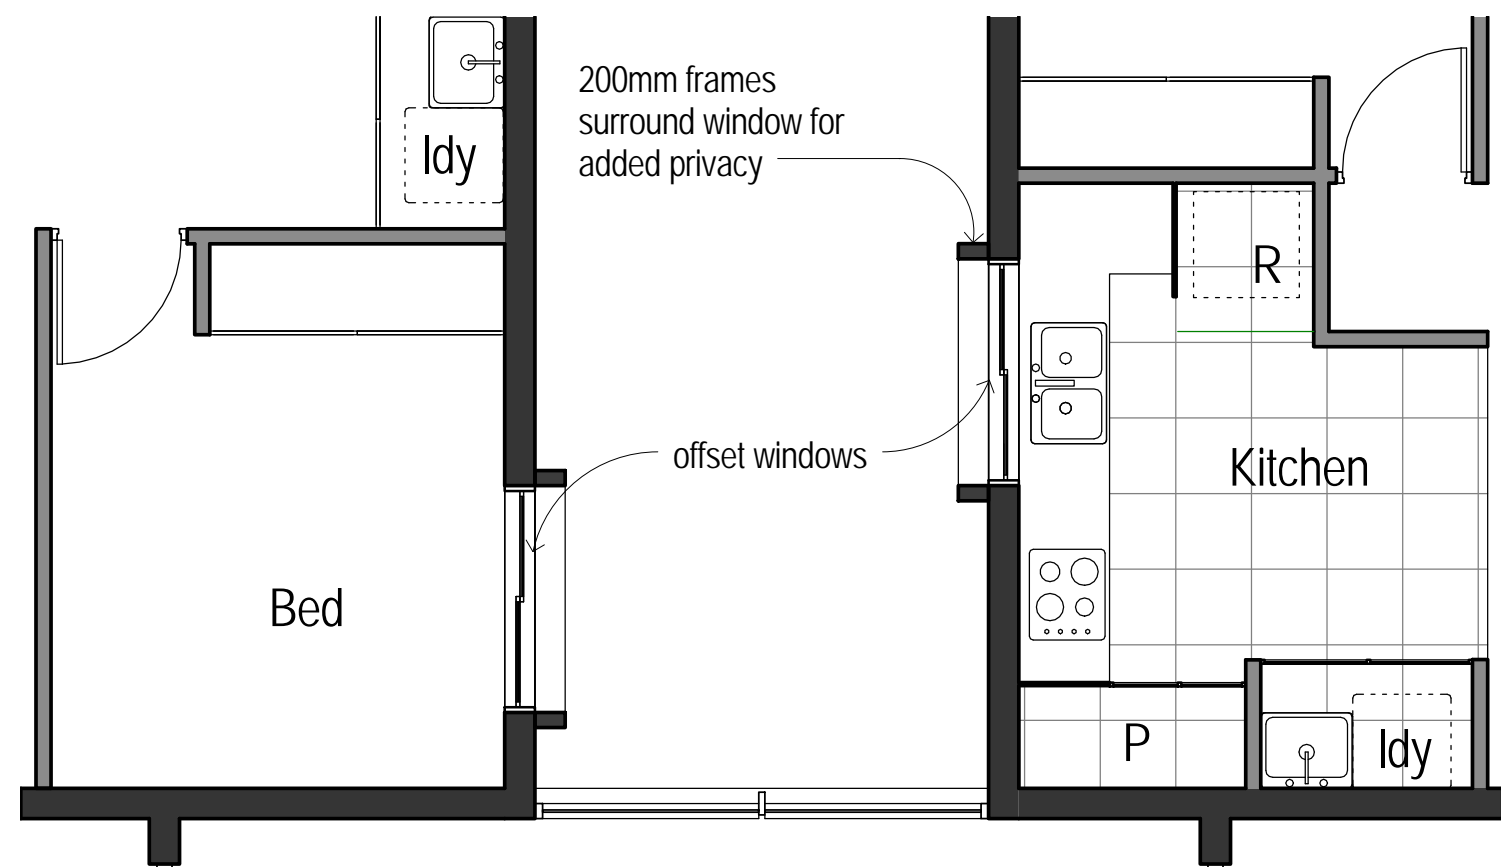 200mm frames
surround window for
added privacy
ldy
R
offset windows
Kitchen
Bed
P
ldy